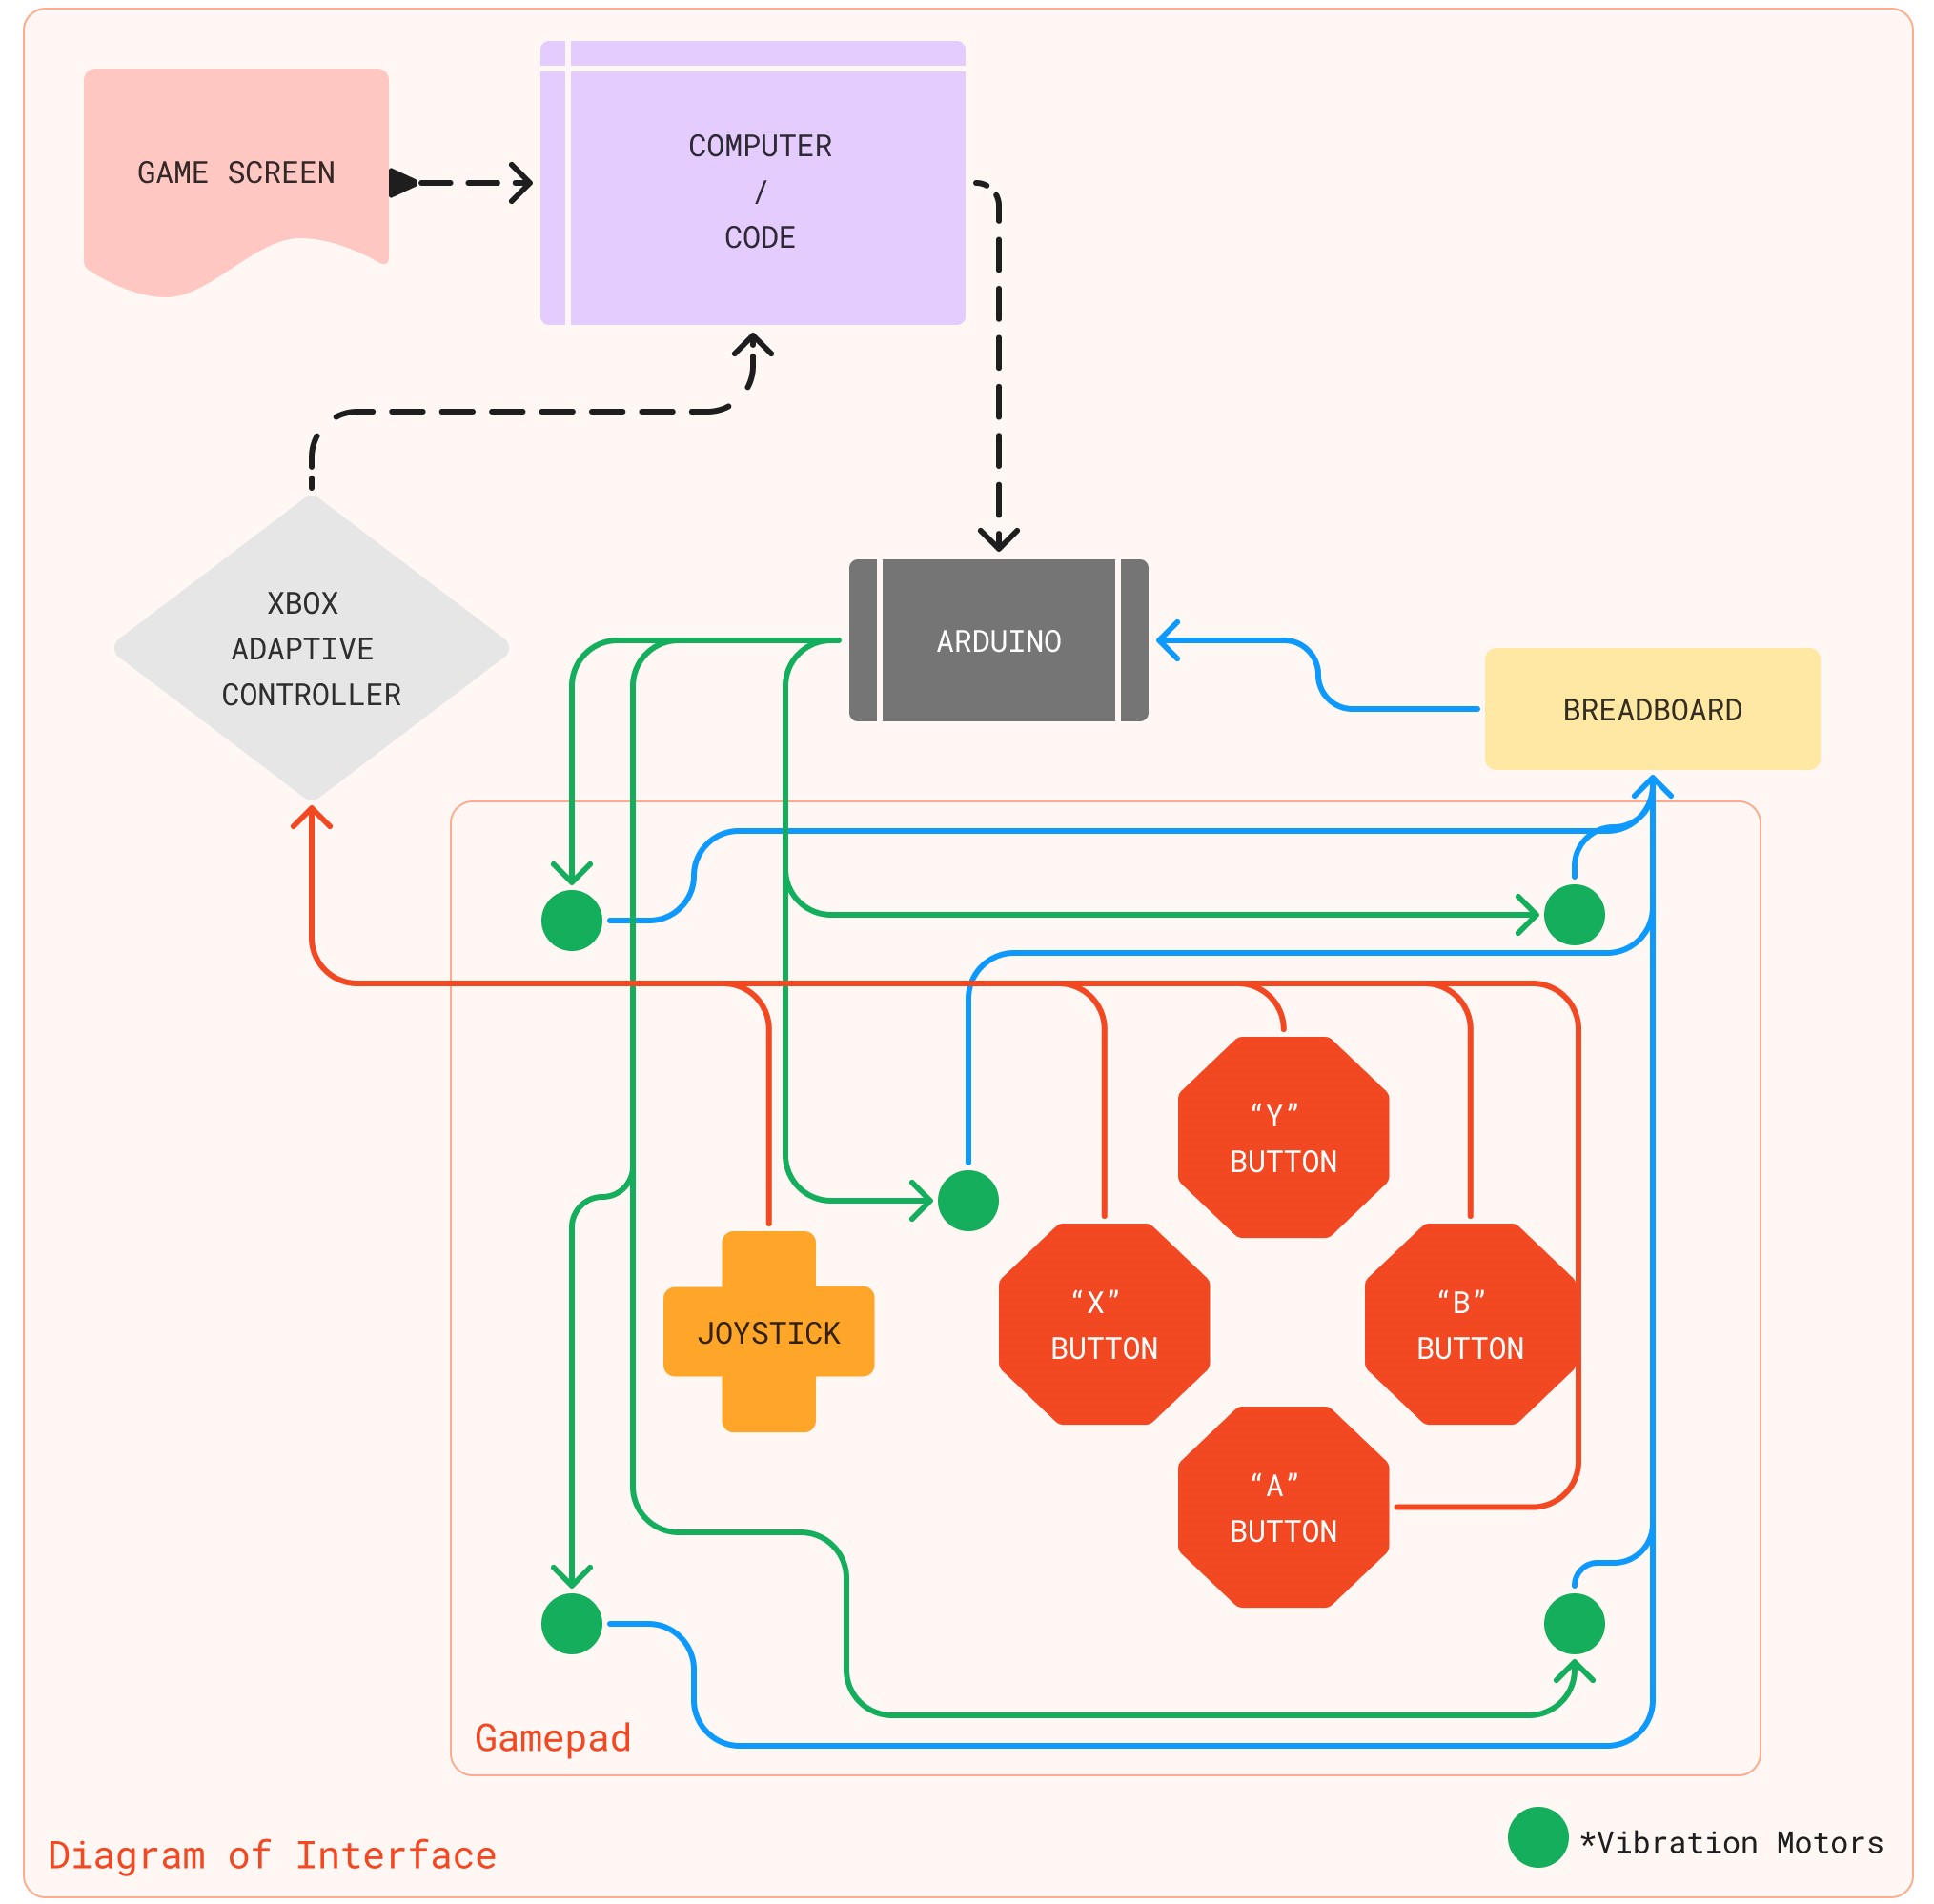 GAME SCREEN
COMPUTER
/
CODE
XBOX
ADAPTIVE
CONTROLLER
ARDUINO
BREADBOARD
“Y”
BUTTON
“X”
BUTTON
“B”
BUTTON
JOYSTICK
“A”
BUTTON
Gamepad
*Vibration Motors
Diagram of Interface